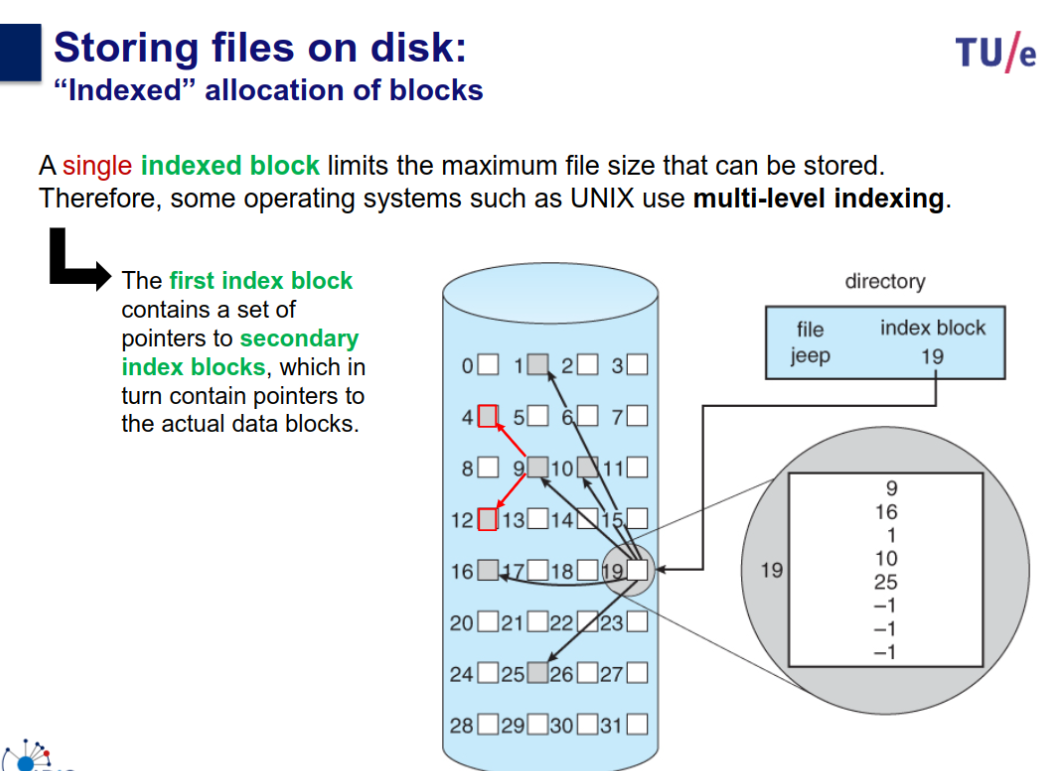 Storing files on disk:
“Indexed” allocation of blocks
TU/e
A single indexed block limits the maximum file size that can be stored.
Therefore, some operating systems such as UNIX use multi-level indexing.
The first index block
contains a set of
pointers to secondary
index blocks, which in
turn contain pointers to
the actual data blocks.
directory
file index block
jeep 19
0 1 2 3
4 5 6 7
8 9 10 11
12 13 14 15
16 17 18 19
20 21 22 23
24 25 26 27
28 29 30 31
19
9
16
1
10
25
–1
–1
–1